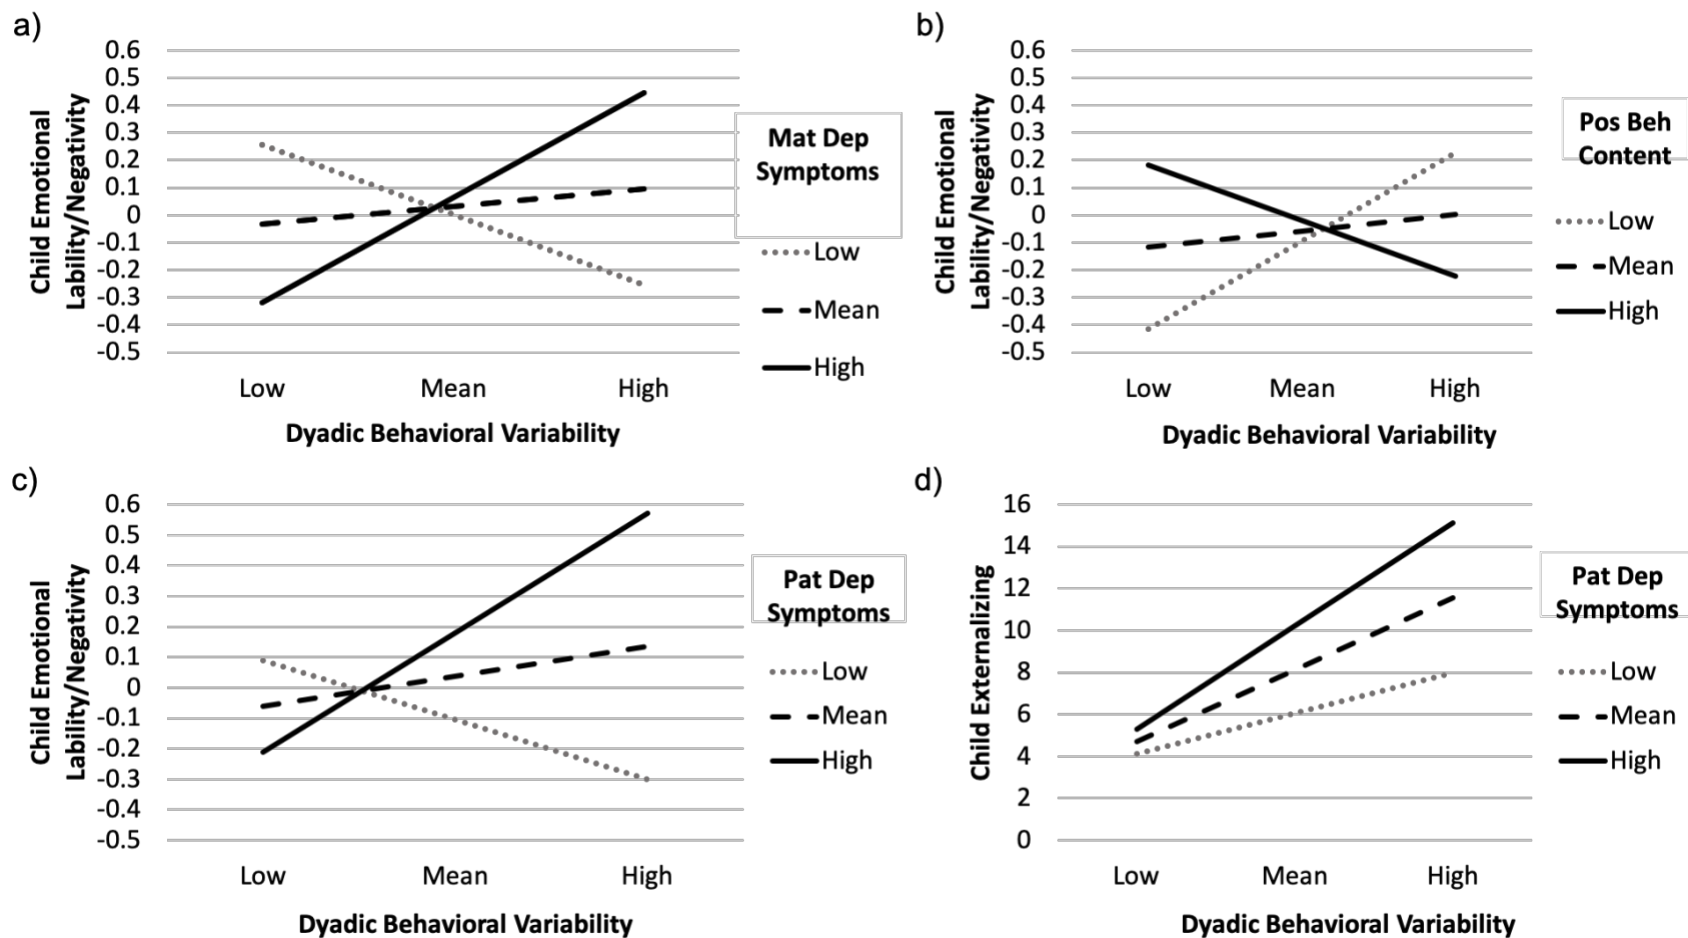 a)
0.6
0.5
0.4
0.3
0.2
0.1
0
-0.1
-0.2
-0.3
-0.4
-0.5
Child Emotional
Lability/Negativity
Low Mean High
Dyadic Behavioral Variability
Mat Dep
Symptoms
Low
Mean
High
b)
0.6
0.5
0.4
0.3
0.2
0.1
0
-0.1
-0.2
-0.3
-0.4
-0.5
Child Emotional
Lability/Negativity
Low Mean High
Dyadic Behavioral Variability
Pos Beh
Content
Low
Mean
High
c)
0.6
0.5
0.4
0.3
0.2
0.1
0
-0.1
-0.2
-0.3
-0.4
-0.5
Child Emotional
Lability/Negativity
Low Mean High
Dyadic Behavioral Variability
Pat Dep
Symptoms
Low
Mean
High
d)
16
14
12
10
8
6
4
2
0
Child Externalizing
Low Mean High
Dyadic Behavioral Variability
Pat Dep
Symptoms
Low
Mean
High